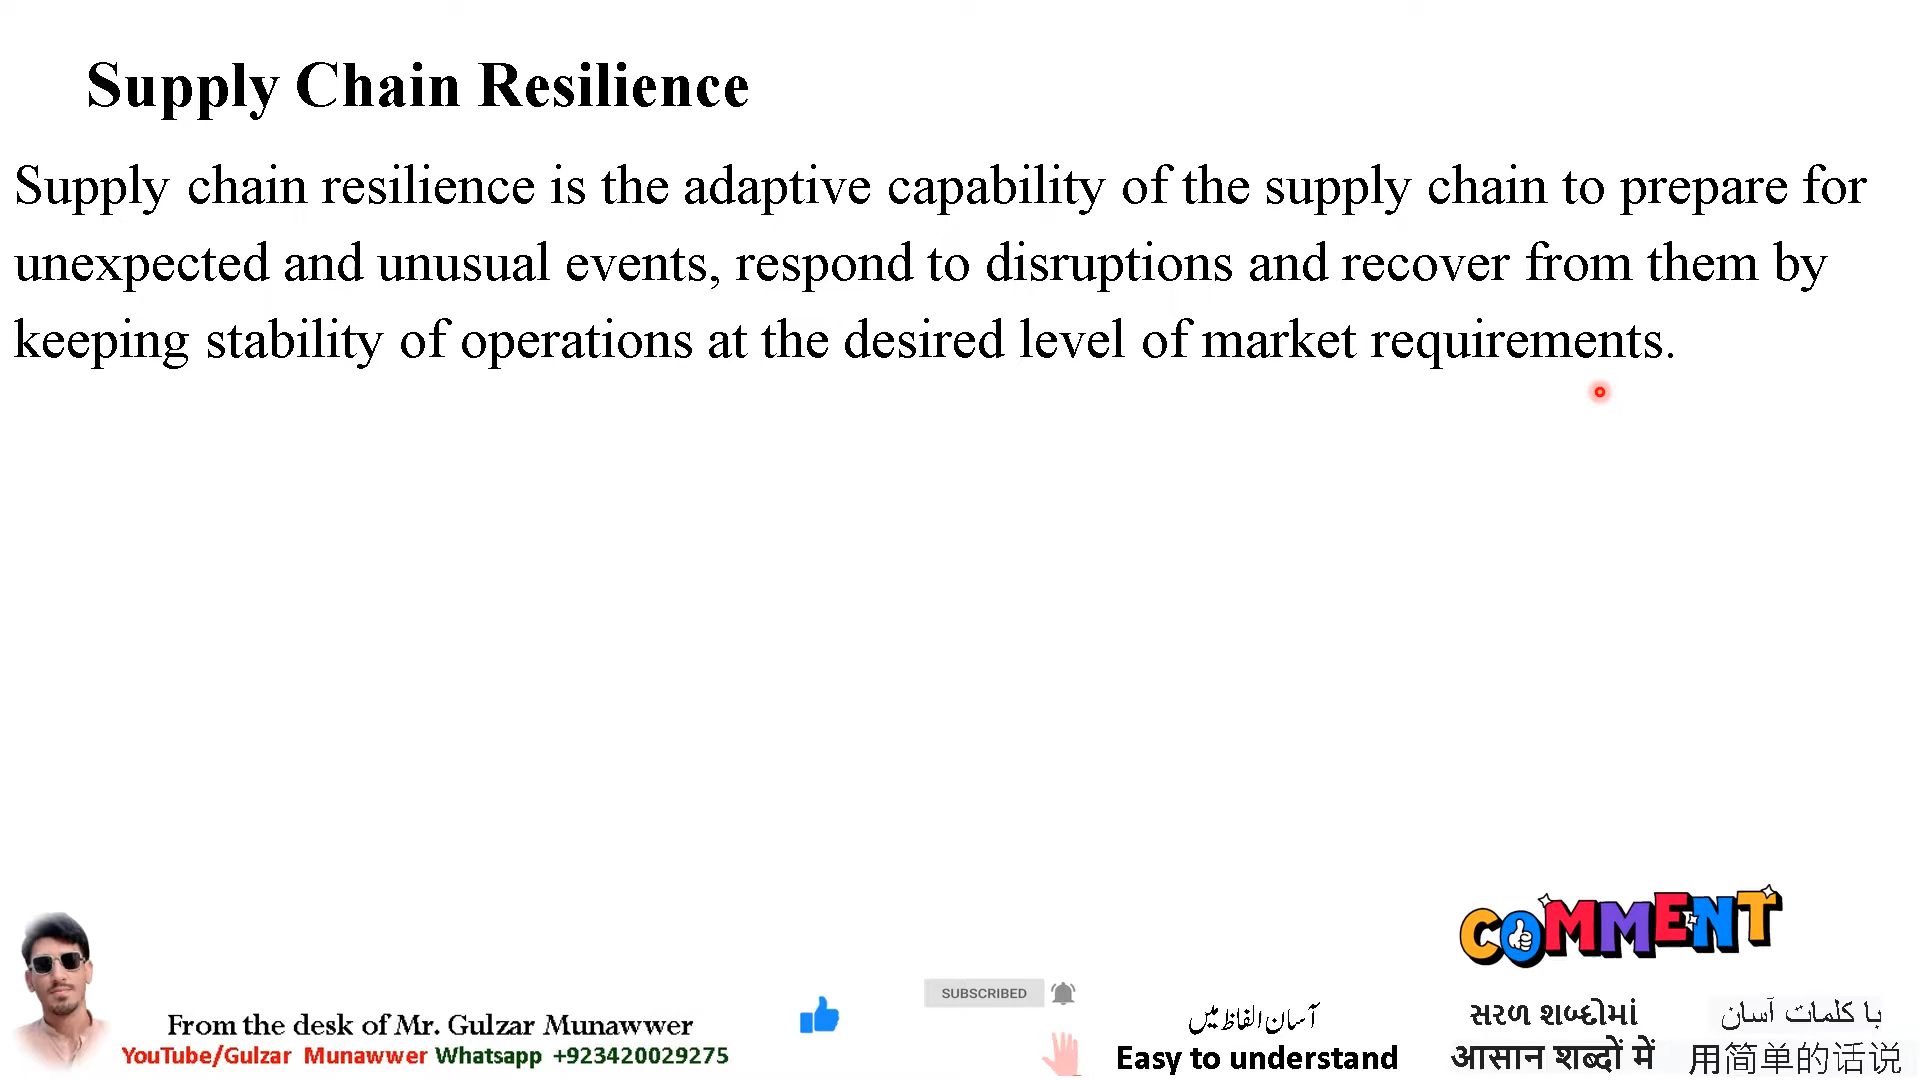 Supply Chain Resilience
Supply chain resilience is the adaptive capability of the supply chain to prepare for
unexpected and unusual events, respond to disruptions and recover from them by
keeping stability of operations at the desired level of market requirements.
COMMENT
SUBSCRIBED
From the desk of Mr. Gulzar Munawwer
YouTube/Gulzar Munawwer Whatsapp +923420029275
آسان الفاظ میں
Easy to understand
સરળ શબ્દોમાં
आसान शब्दों में
با کلمات آسان
用简单的话说